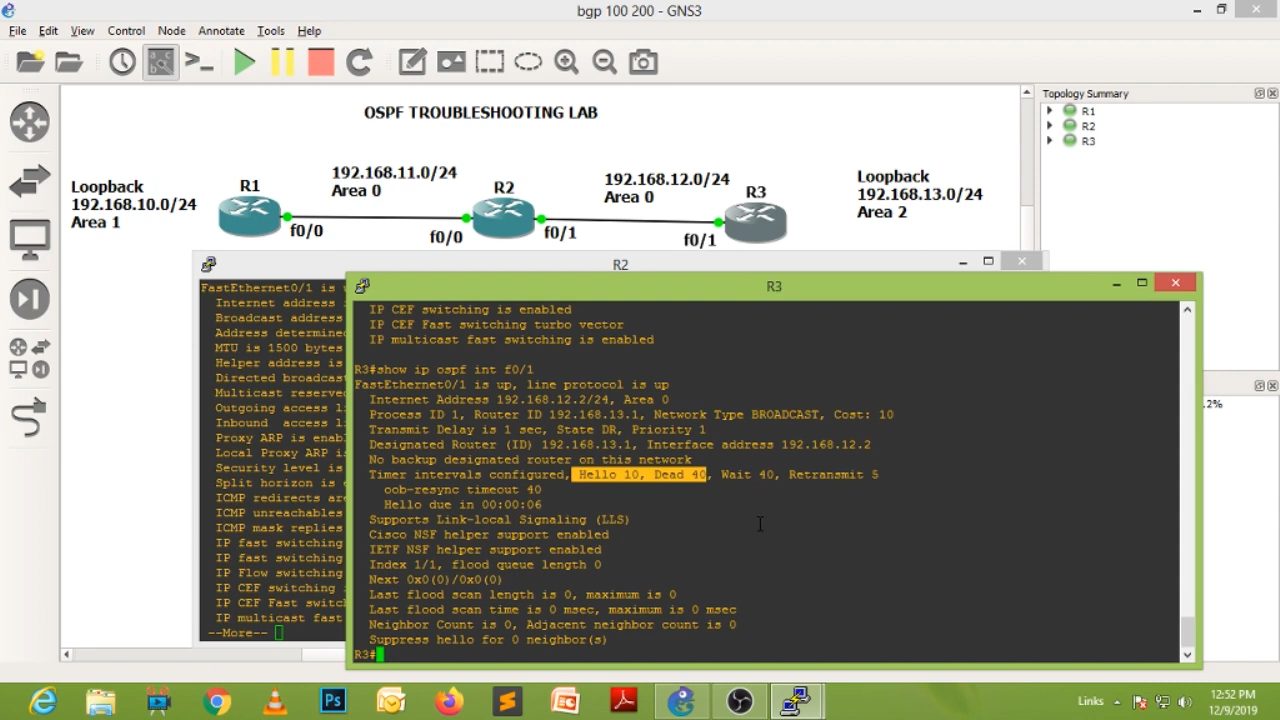 bgp 100 200 - GNS3
File Edit View Control Node Annotate Tools Help
OSPF TROUBLESHOOTING LAB
Loopback
192.168.10.0/24
Area 1
R1
f0/0
192.168.11.0/24
Area 0
R2
f0/0
f0/1
192.168.12.0/24
Area 0
R3
f0/1
Loopback
192.168.13.0/24
Area 2
Topology Summary
R1
R2
R3
.2%
R2
FastEthernet0/1 is
Internet address
Broadcast address
Address determine
MTU is 1500 bytes
Helper address is
Directed broadcas
Multicast reserve
Outgoing access l
Inbound access l
Proxy ARP is enab
Local Proxy ARP i
Security level is
Split horizon is e
ICMP redirects ar
ICMP unreachables
ICMP mask replies
IP fast switching
IP fast switching
IP Flow switching
IP CEF switching
IP CEF Fast switc
IP multicast fast
--More--
R3
IP CEF switching is enabled
IP CEF Fast switching turbo vector
IP multicast fast switching is enabled
R3#show ip ospf int f0/1
FastEthernet0/1 is up, line protocol is up
Internet Address 192.168.12.2/24, Area 0
Process ID 1, Router ID 192.168.13.1, Network Type BROADCAST, Cost: 10
Transmit Delay is 1 sec, State DR, Priority 1
Designated Router (ID) 192.168.13.1, Interface address 192.168.12.2
No backup designated router on this network
Timer intervals configured, Hello 10, Dead 40, Wait 40, Retransmit 5
oob-resync timeout 40
Hello due in 00:00:06
Supports Link-local Signaling (LLS)
Cisco NSF helper support enabled
IETF NSF helper support enabled
Index 1/1, flood queue length 0
Next 0x0(0)/0x0(0)
Last flood scan length is 0, maximum is 0
Last flood scan time is 0 msec, maximum is 0 msec
Neighbor Count is 0, Adjacent neighbor count is 0
Suppress hello for 0 neighbor(s)
R3#
Ps
Links
12:52 PM
12/9/2019